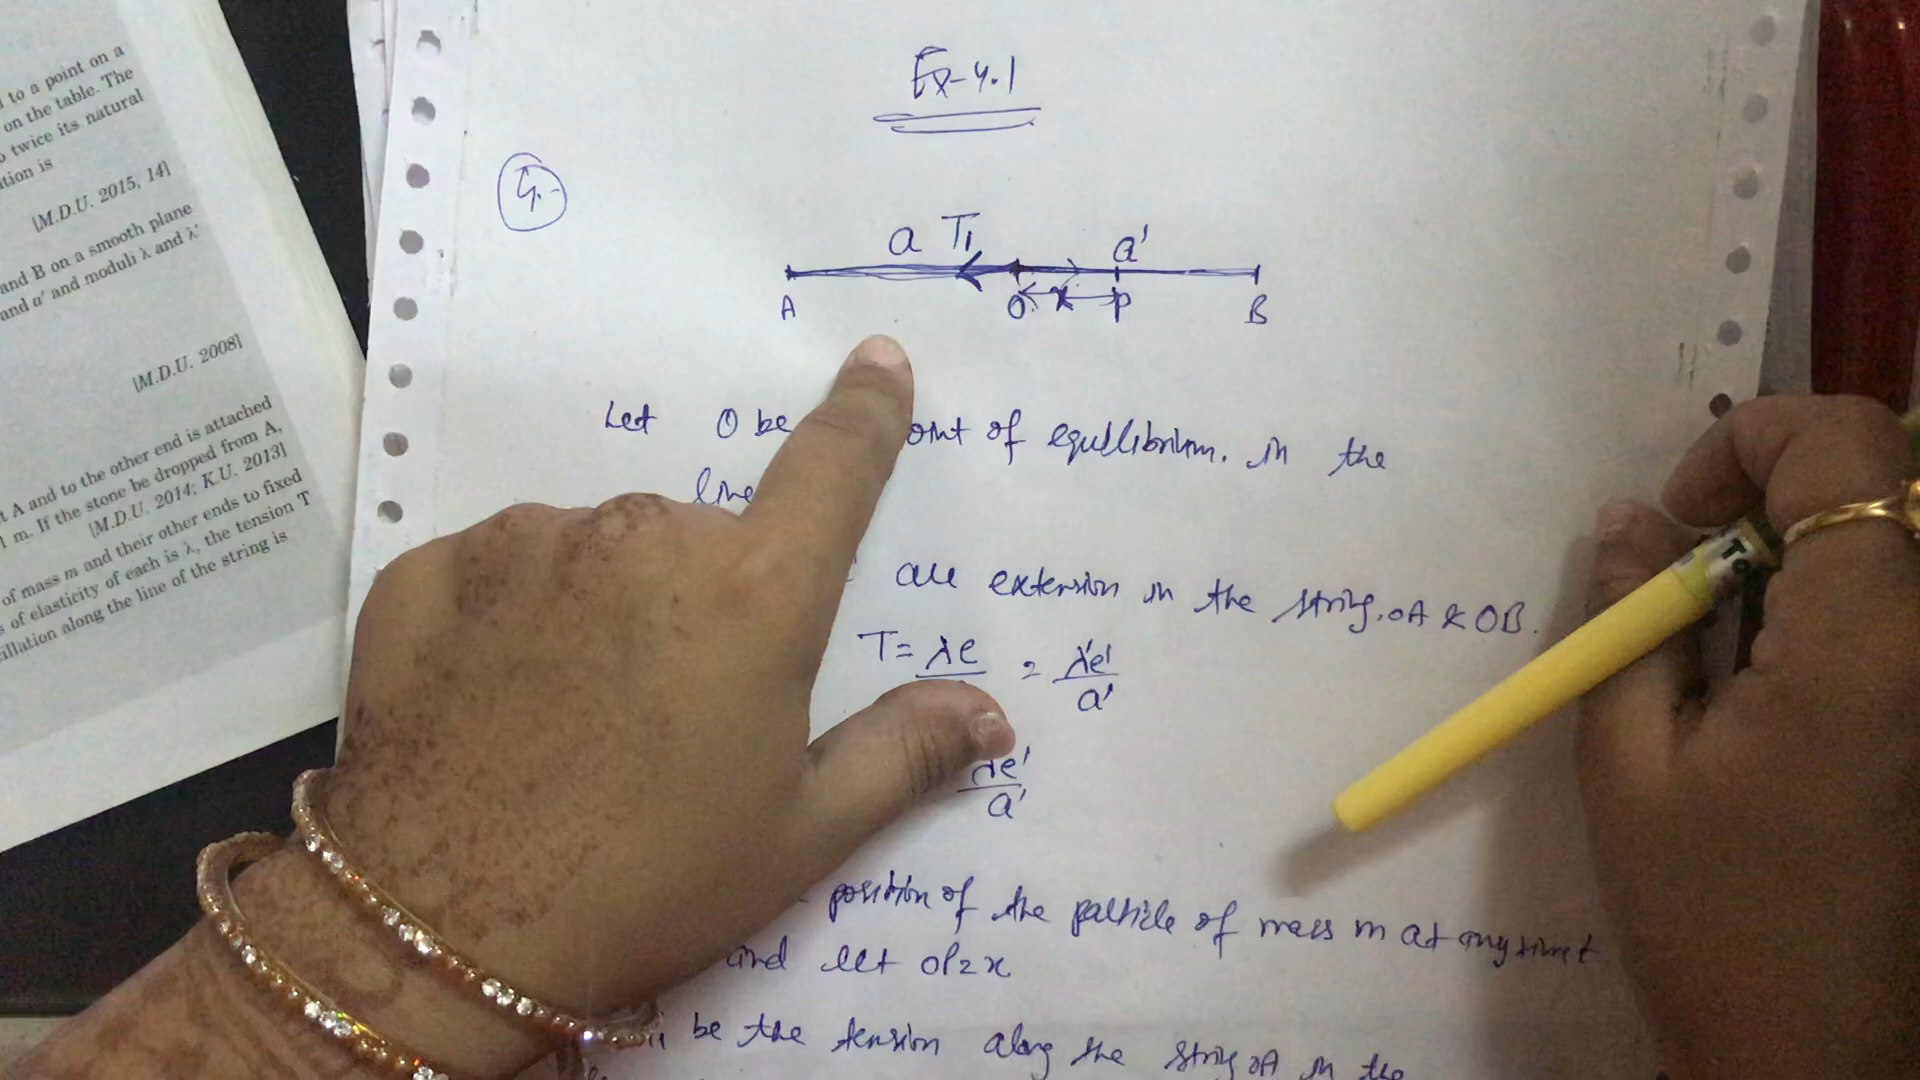 l to a point on a
on the table. The
twice its natural
tion is
[M.D.U. 2015, 14]
and B on a smooth plane
and a' and moduli λ and λ'
[M.D.U. 2008]
t A and to the other end is attached
1 m. If the stone be dropped from A,
[M.D.U. 2014; K.U. 2013]
of mass m and their other ends to fixed
of elasticity of each is λ, the tension T
illation along the line of the string is
Ex-4.1
4.
a T₁ a'
A O x P B
Let O be of equilibrium. in the
line
are extension in the string OA & OB.
T= λe = λ'e'
a'
λe'
a'
position of the particle of mass m at any time t
and let OP=x
be the tension along the string OA in the